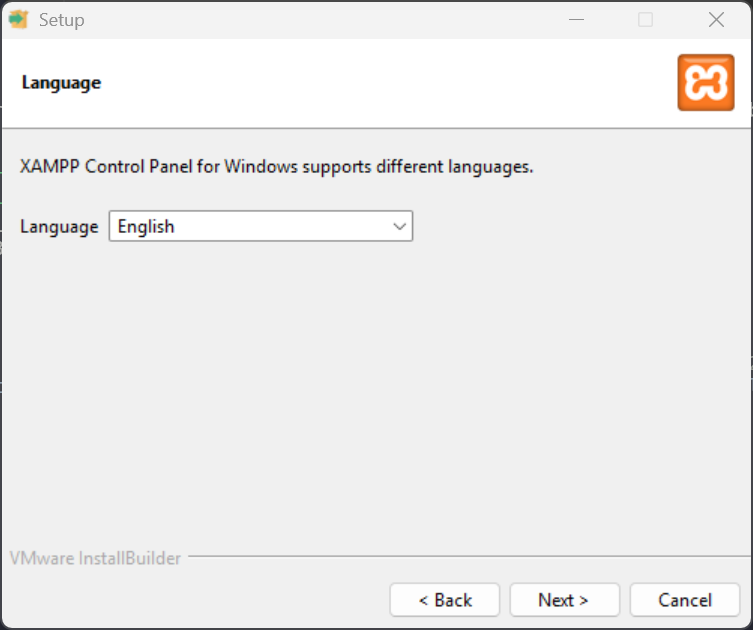 Setup
Language
XAMPP Control Panel for Windows supports different languages.
Language English
VMware InstallBuilder
< Back Next > Cancel